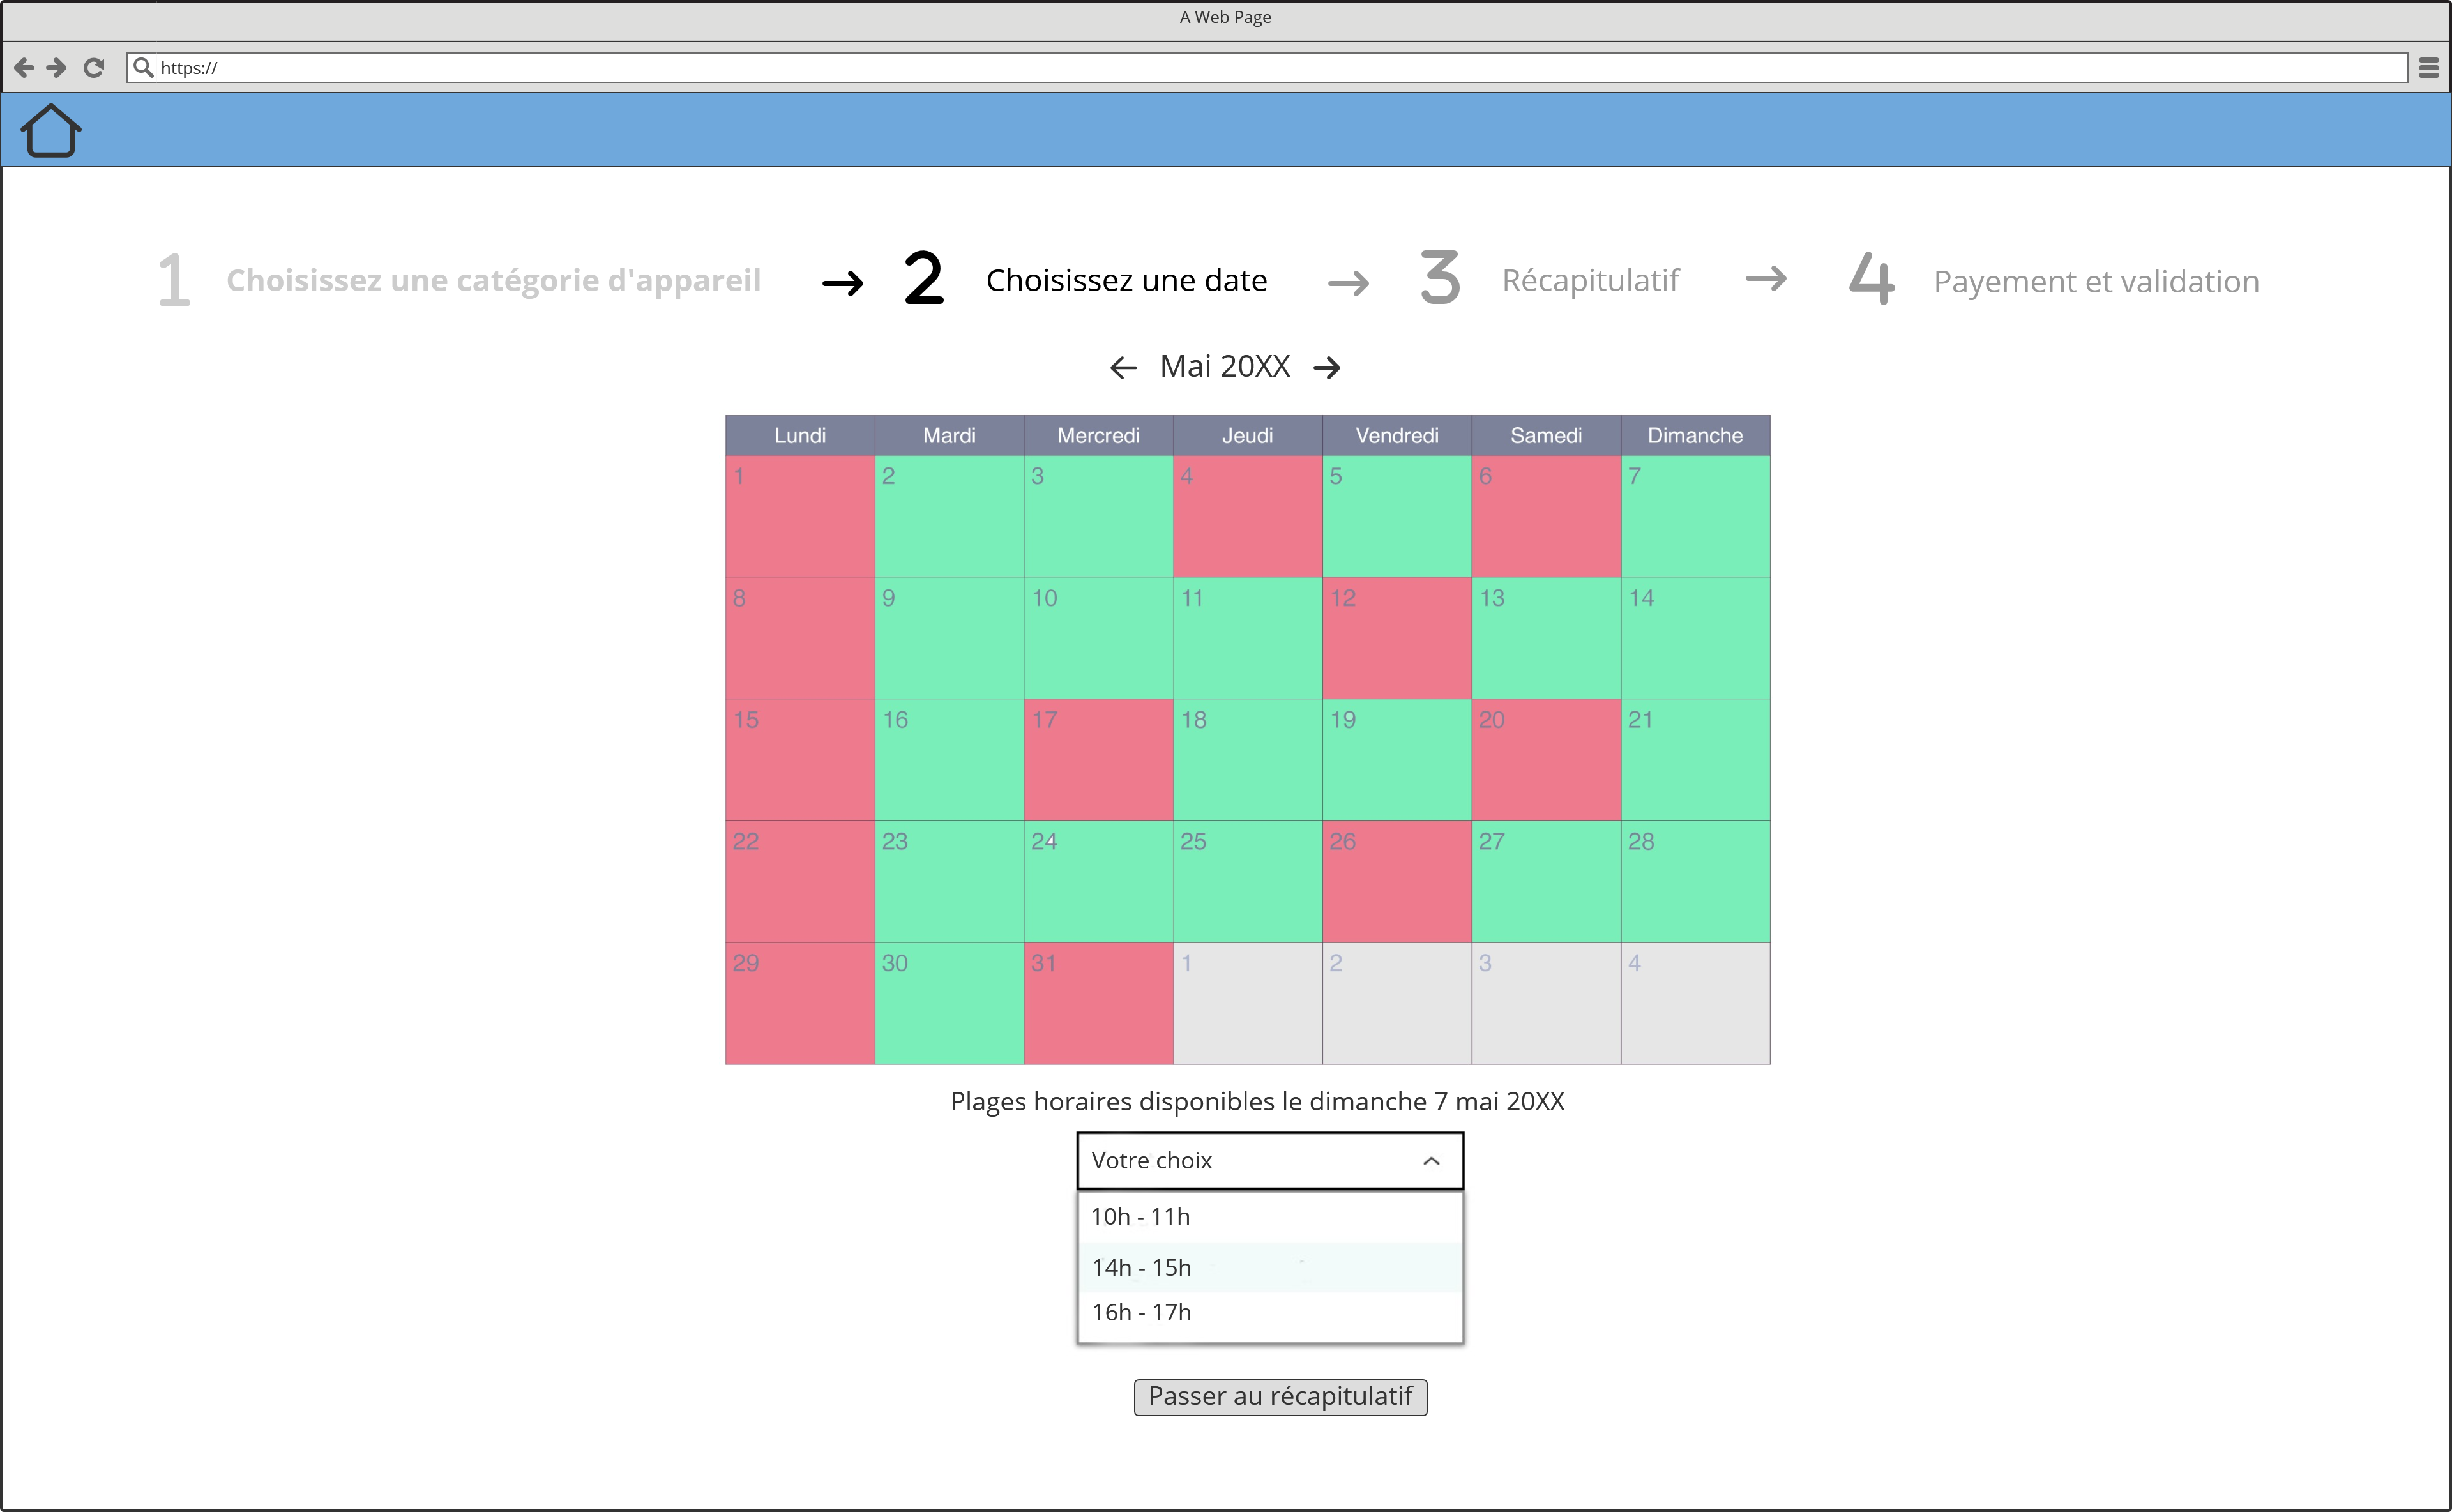 A Web Page
https://
1 Choisissez une catégorie d'appareil → 2 Choisissez une date → 3 Récapitulatif → 4 Payement et validation
← Mai 20XX →
Lundi Mardi Mercredi Jeudi Vendredi Samedi Dimanche
1 2 3 4 5 6 7
8 9 10 11 12 13 14
15 16 17 18 19 20 21
22 23 24 25 26 27 28
29 30 31 1 2 3 4
Plages horaires disponibles le dimanche 7 mai 20XX
Votre choix
10h - 11h
14h - 15h
16h - 17h
Passer au récapitulatif